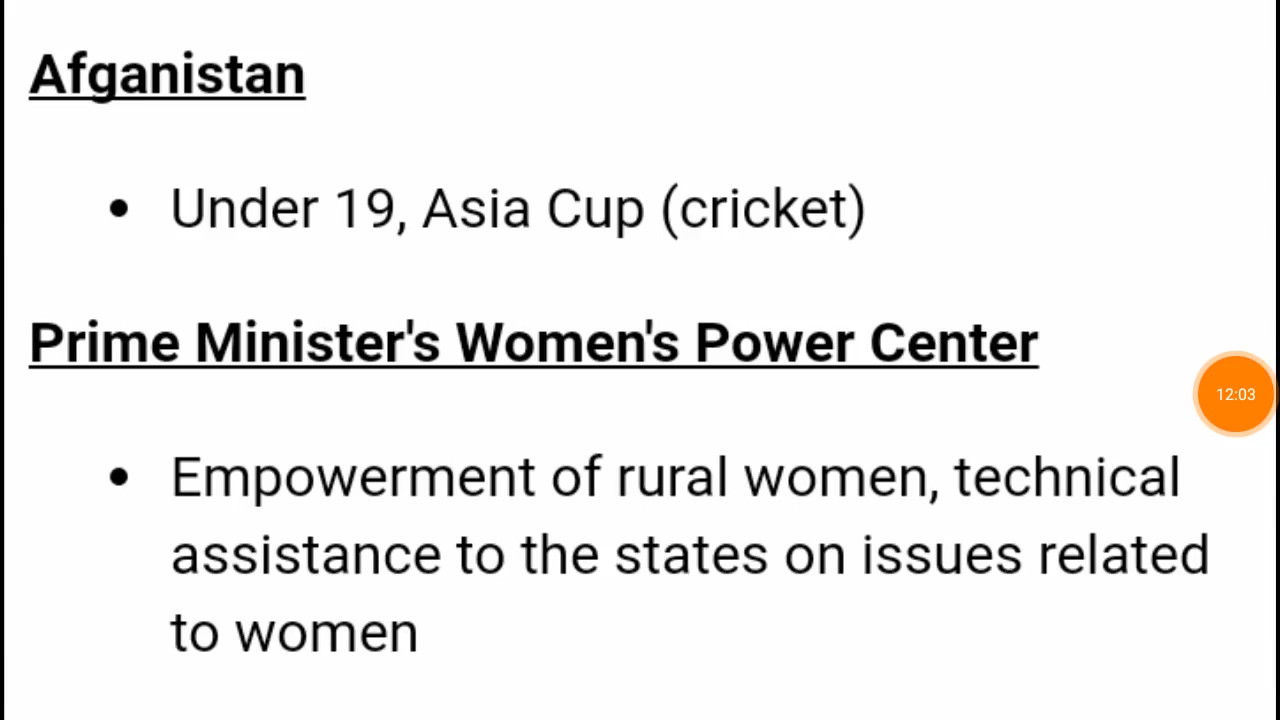 Afganistan
• Under 19, Asia Cup (cricket)
Prime Minister's Women's Power Center
12:03
• Empowerment of rural women, technical
assistance to the states on issues related
to women